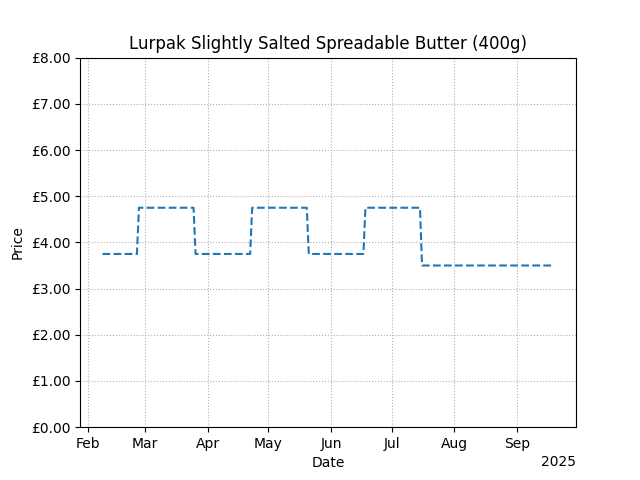 Lurpak Slightly Salted Spreadable Butter (400g)
£8.00
£7.00
£6.00
£5.00
£4.00
£3.00
£2.00
£1.00
£0.00
Price
Feb Mar Apr May Jun Jul Aug Sep
Date
2025